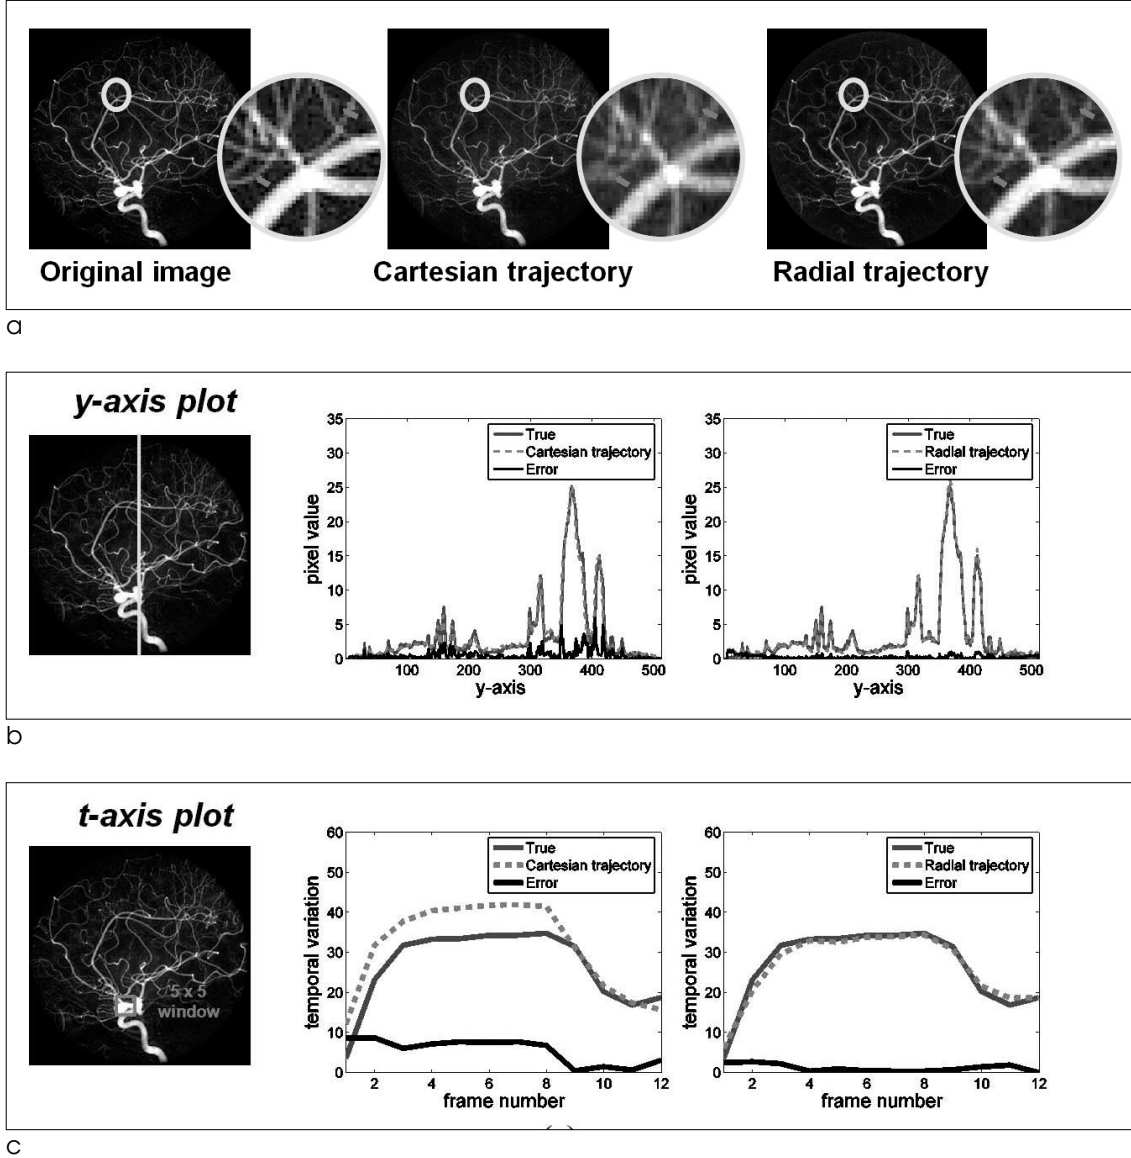 Original image
Cartesian trajectory
Radial trajectory
a
y-axis plot
35
30
25
20
15
10
5
0
pixel value
True
Cartesian trajectory
Error
100
200
300
400
500
y-axis
35
30
25
20
15
10
5
0
pixel value
True
Radial trajectory
Error
100
200
300
400
500
y-axis
b
t-axis plot
5 x 5
window
60
50
40
30
20
10
0
temporal variation
True
Cartesian trajectory
Error
2
4
6
8
10
12
frame number
60
50
40
30
20
10
0
temporal variation
True
Radial trajectory
Error
2
4
6
8
10
12
frame number
c